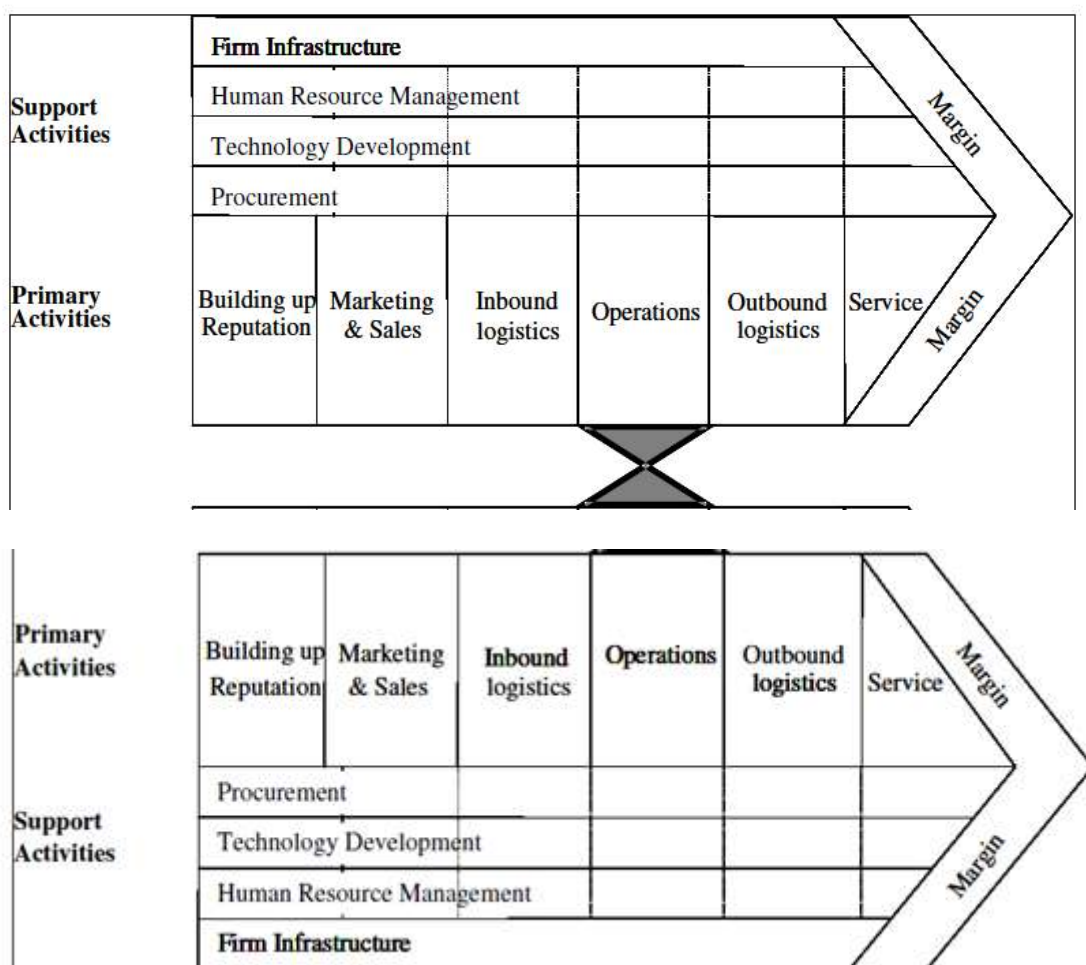 Firm Infrastructure
Human Resource Management
Support
Activities
Technology Development
Procurement
Margin
Primary
Activities
Building up
Reputation
Marketing
& Sales
Inbound
logistics
Operations
Outbound
logistics
Service
Margin
Primary
Activities
Building up
Reputation
Marketing
& Sales
Inbound
logistics
Operations
Outbound
logistics
Service
Margin
Support
Activities
Procurement
Technology Development
Human Resource Management
Firm Infrastructure
Margin